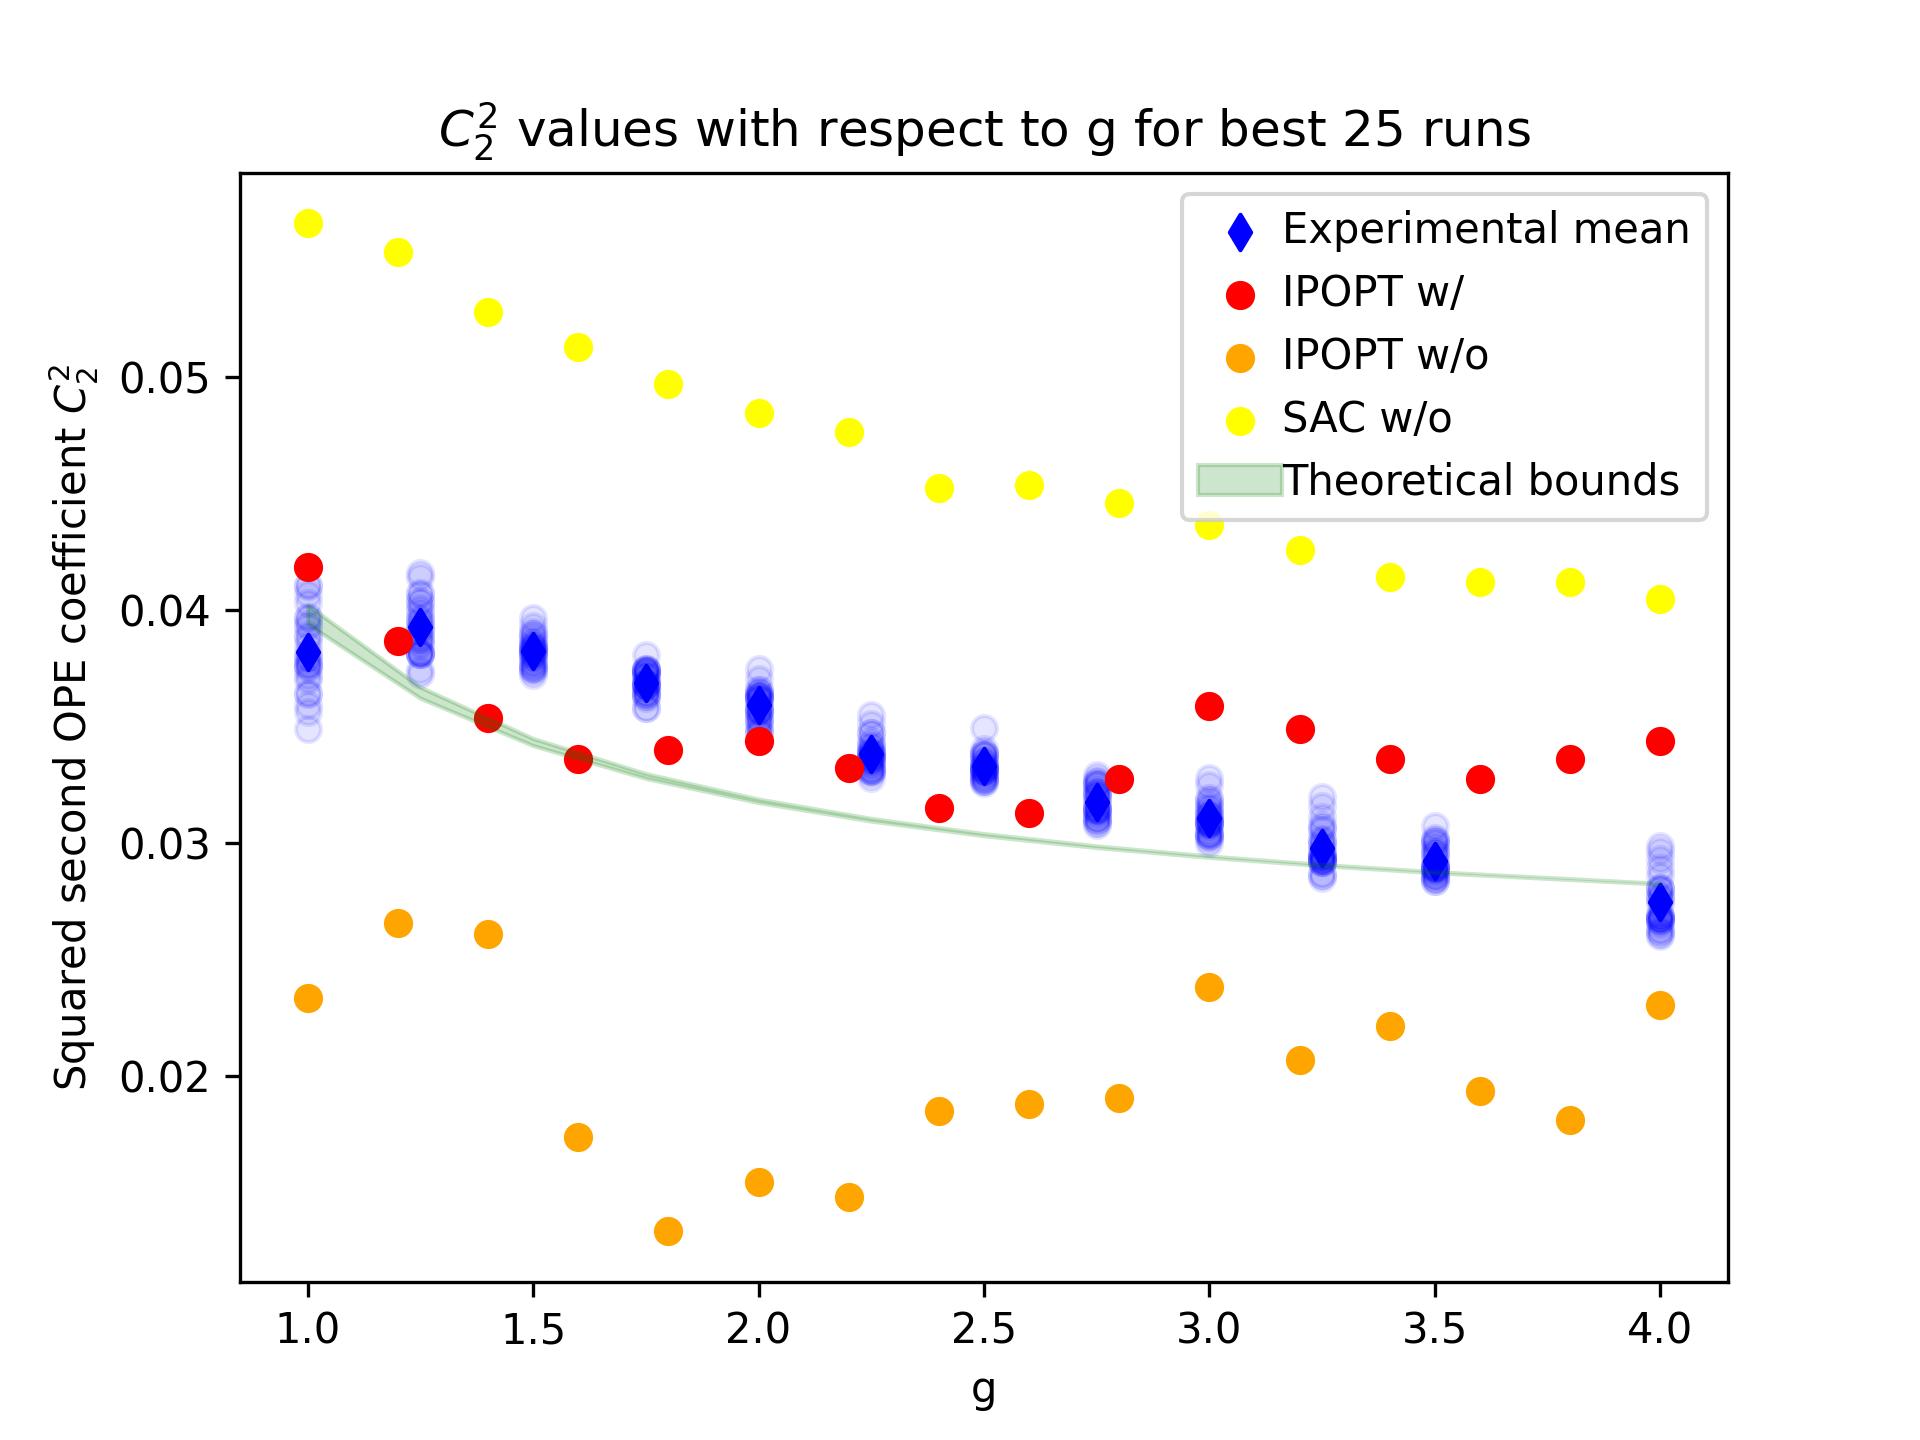 $C_2^2$ values with respect to g for best 25 runs
Experimental mean
IPOPT w/
IPOPT w/o
SAC w/o
Theoretical bounds
Squared second OPE coefficient $C_2^2$
0.05
0.04
0.03
0.02
1.0 1.5 2.0 2.5 3.0 3.5 4.0
g